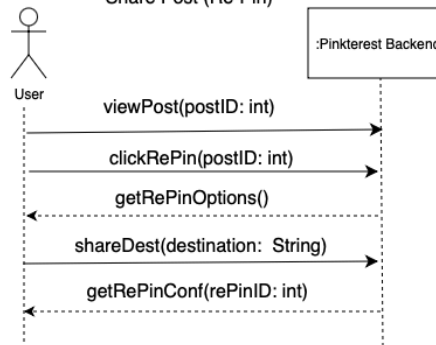 Share Post (Re-Pin)
:Pinkterest Backend
User
viewPost(postID: int)
clickRePin(postID: int)
getRePinOptions()
shareDest(destination: String)
getRePinConf(rePinID: int)